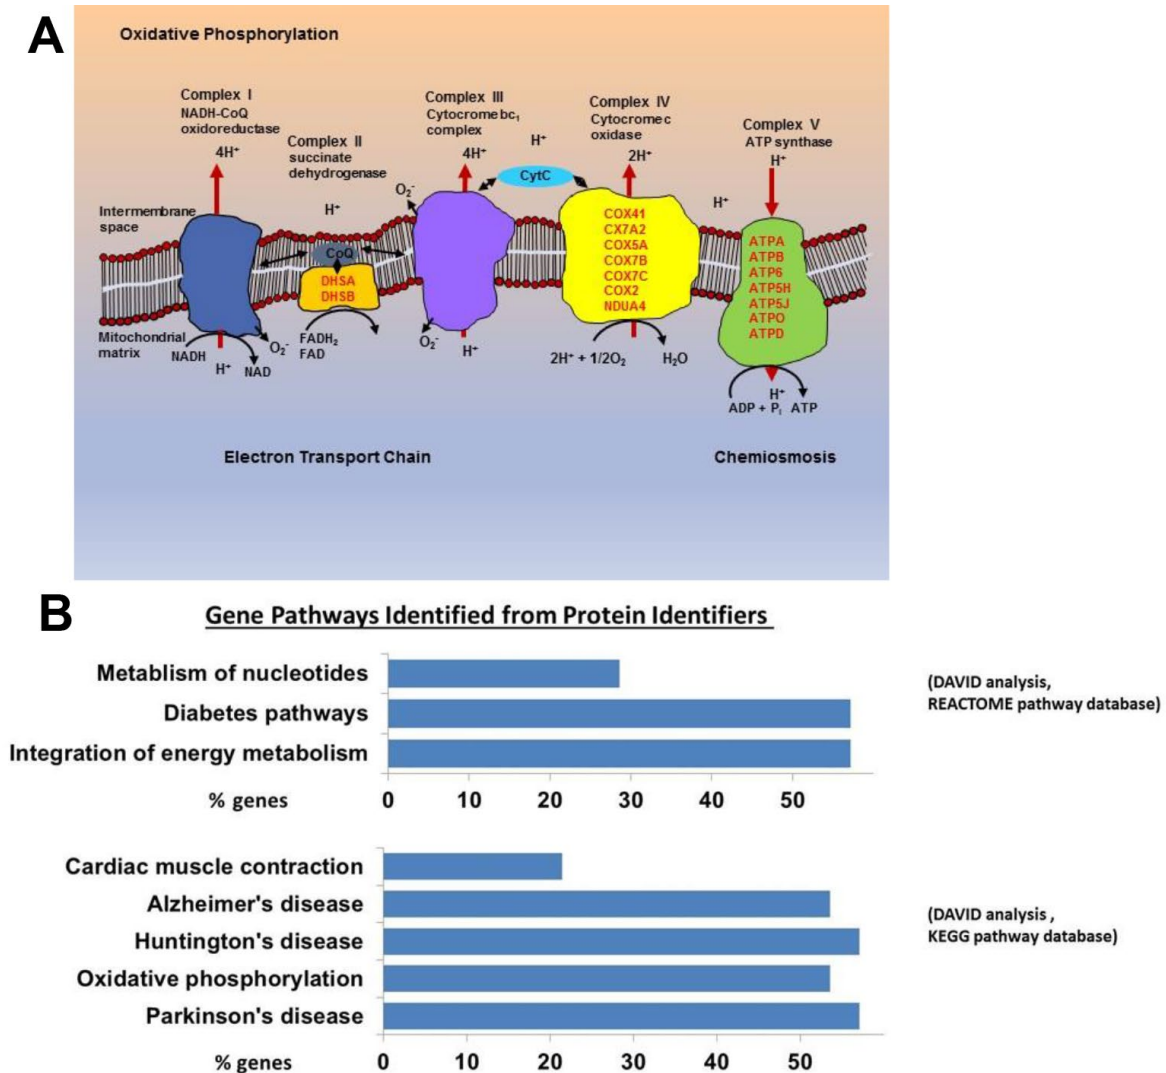 A
Oxidative Phosphorylation
Complex I
NADH-CoQ
oxidoreductase
4H⁺
Complex II
succinate
dehydrogenase
H⁺
Complex III
Cytocrome bc₁
complex
4H⁺
H⁺
CytC
Complex IV
Cytocrome c
oxidase
2H⁺
Complex V
ATP synthase
H⁺
H⁺
Intermembrane
space
O₂⁻
CoQ
DHSA
DHSB
COX41
CX7A2
COX5A
COX7B
COX7C
COX2
NDUA4
ATPA
ATPB
ATP6
ATP5H
ATP5J
ATPO
ATPD
Mitochondrial
matrix
NADH
H⁺
NAD
O₂⁻
FADH₂
FAD
O₂⁻
H⁺
2H⁺ + 1/2O₂
H₂O
H⁺
ADP + Pᵢ
ATP
Electron Transport Chain
Chemiosmosis
B
Gene Pathways Identified from Protein Identifiers
Metablism of nucleotides
Diabetes pathways
Integration of energy metabolism
% genes
0 10 20 30 40 50
(DAVID analysis,
REACTOME pathway database)
Cardiac muscle contraction
Alzheimer's disease
Huntington's disease
Oxidative phosphorylation
Parkinson's disease
% genes
0 10 20 30 40 50
(DAVID analysis ,
KEGG pathway database)